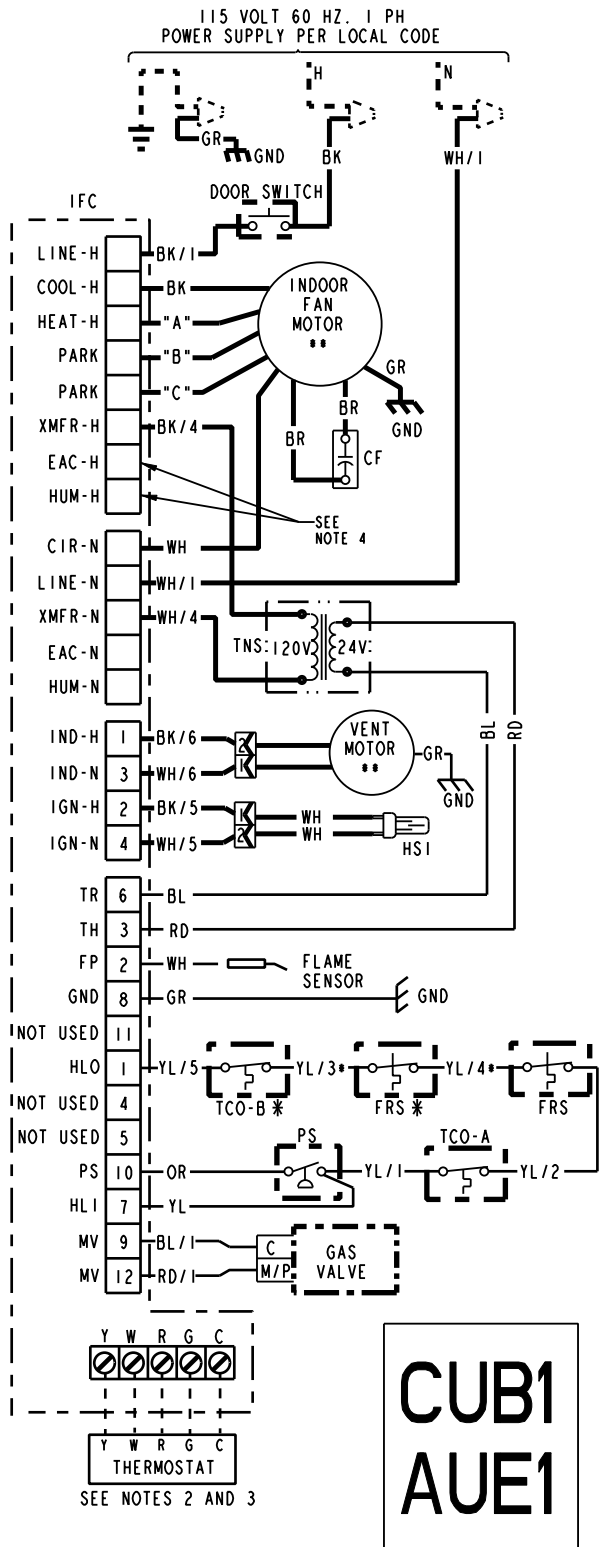 115 VOLT 60 HZ. 1 PH
POWER SUPPLY PER LOCAL CODE
H
N
GR
GND
BK
WH/1
DOOR SWITCH
IFC
LINE-H
BK/1
COOL-H
BK
HEAT-H
"A"
PARK
"B"
PARK
"C"
XMFR-H
BK/4
EAC-H
HUM-H
INDOOR
FAN
MOTOR
**
GR
GND
BR
BR
CF
SEE
NOTE 4
CIR-N
WH
LINE-N
WH/1
XMFR-N
WH/4
EAC-N
HUM-N
TNS
120V
24V
BL
RD
IND-H
1
BK/6
2
IND-N
3
WH/6
1
VENT
MOTOR
**
GR
GND
IGN-H
2
BK/5
1
WH
IGN-N
4
WH/5
2
WH
HSI
TR
6
BL
TH
3
RD
FP
2
WH
FLAME
SENSOR
GND
8
GR
GND
NOT USED
11
HLO
1
YL/5
YL/3*
YL/4*
TCO-B *
FRS *
FRS
NOT USED
4
NOT USED
5
PS
TCO-A
PS
10
OR
YL/1
YL/2
HLI
7
YL
MV
9
BL/1
C
MV
12
RD/1
M/P
GAS
VALVE
Y W R G C
Y W R G C
THERMOSTAT
SEE NOTES 2 AND 3
CUB1
AUE1